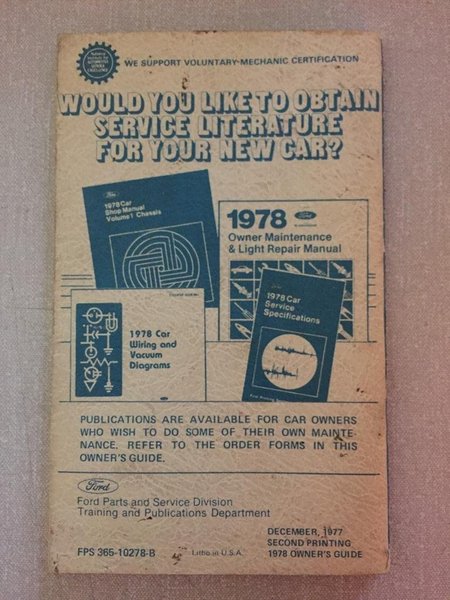 WE SUPPORT VOLUNTARY MECHANIC CERTIFICATION
WOULD YOU LIKE TO OBTAIN
SERVICE LITERATURE
FOR YOUR NEW CAR?
Ford
1978 Car
Shop Manual
Volume 1 Chassis
1978 Ford
Owner Maintenance
& Light Repair Manual
1978 Car
Wiring and
Vacuum
Diagrams
1978 Car
Service
Specifications
PUBLICATIONS ARE AVAILABLE FOR CAR OWNERS
WHO WISH TO DO SOME OF THEIR OWN MAINTE-
NANCE. REFER TO THE ORDER FORMS IN THIS
OWNER'S GUIDE.
Ford
Ford Parts and Service Division
Training and Publications Department
DECEMBER, 1977
SECOND PRINTING
FPS 365-10278-B Litho in U.S.A. 1978 OWNER'S GUIDE